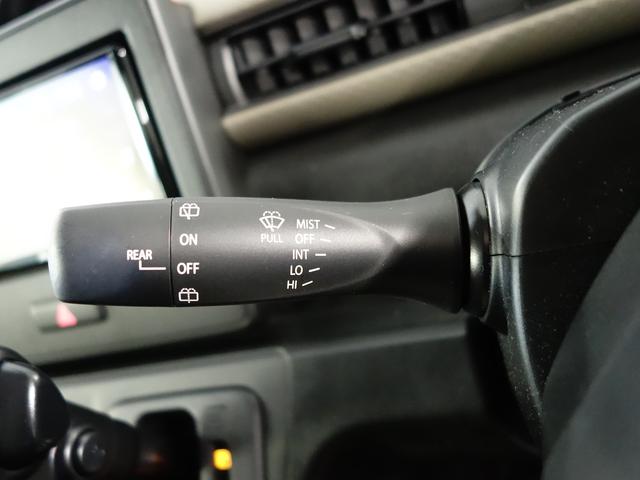 REAR
ON
OFF
PULL
MIST
OFF
INT
LO
HI